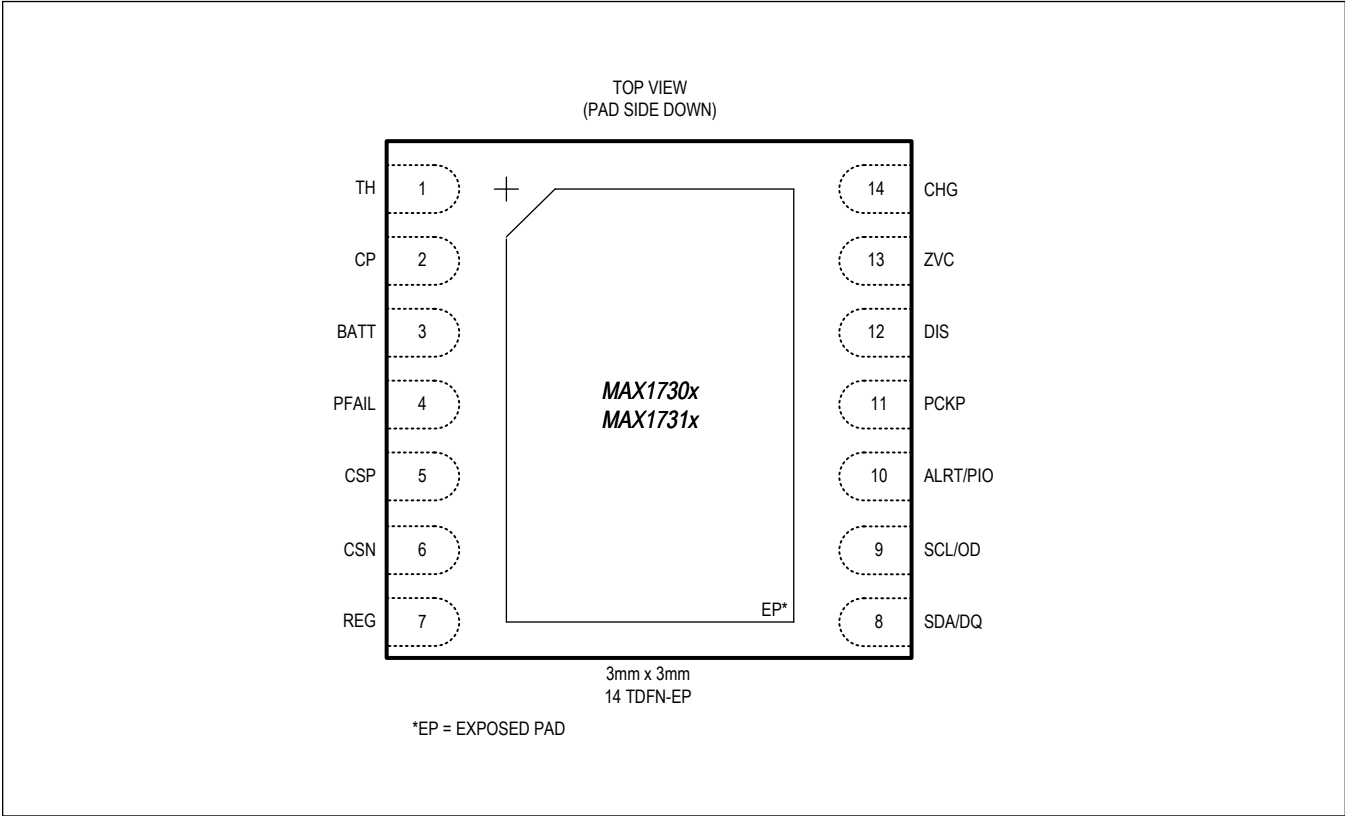 TOP VIEW
(PAD SIDE DOWN)
TH 1 + 14 CHG
CP 2 13 ZVC
BATT 3 12 DIS
MAX1730x
PFAIL 4 11 PCKP
MAX1731x
CSP 5 10 ALRT/PIO
CSN 6 9 SCL/OD
EP*
REG 7 8 SDA/DQ
3mm x 3mm
14 TDFN-EP
*EP = EXPOSED PAD